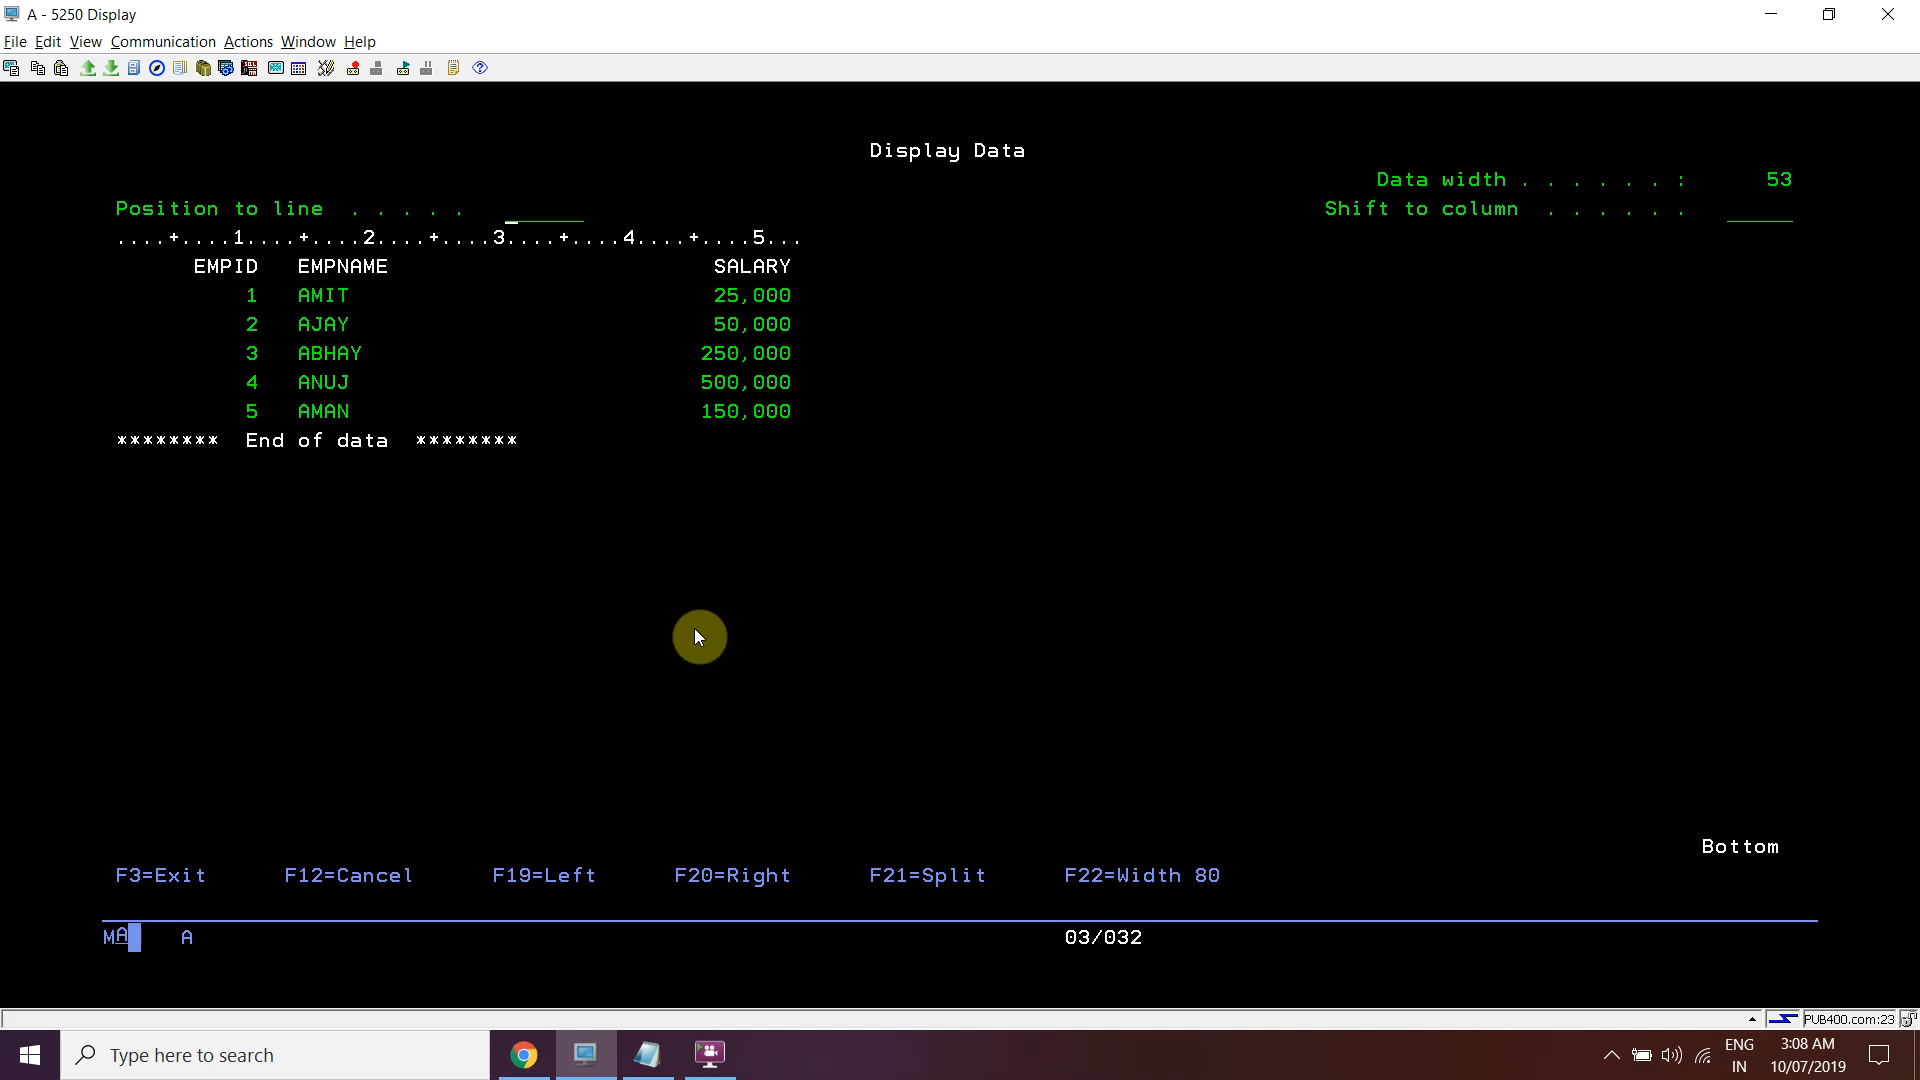 A - 5250 Display
File Edit View Communication Actions Window Help
Display Data
Data width . . . . . . : 53
Position to line . . . . . Shift to column . . . . . .
....+....1....+....2....+....3....+....4....+....5...
EMPID EMPNAME SALARY
1 AMIT 25,000
2 AJAY 50,000
3 ABHAY 250,000
4 ANUJ 500,000
5 AMAN 150,000
******** End of data ********
Bottom
F3=Exit F12=Cancel F19=Left F20=Right F21=Split F22=Width 80
MA A 03/032
PUB400.com:23
Type here to search
ENG 3:08 AM
IN 10/07/2019